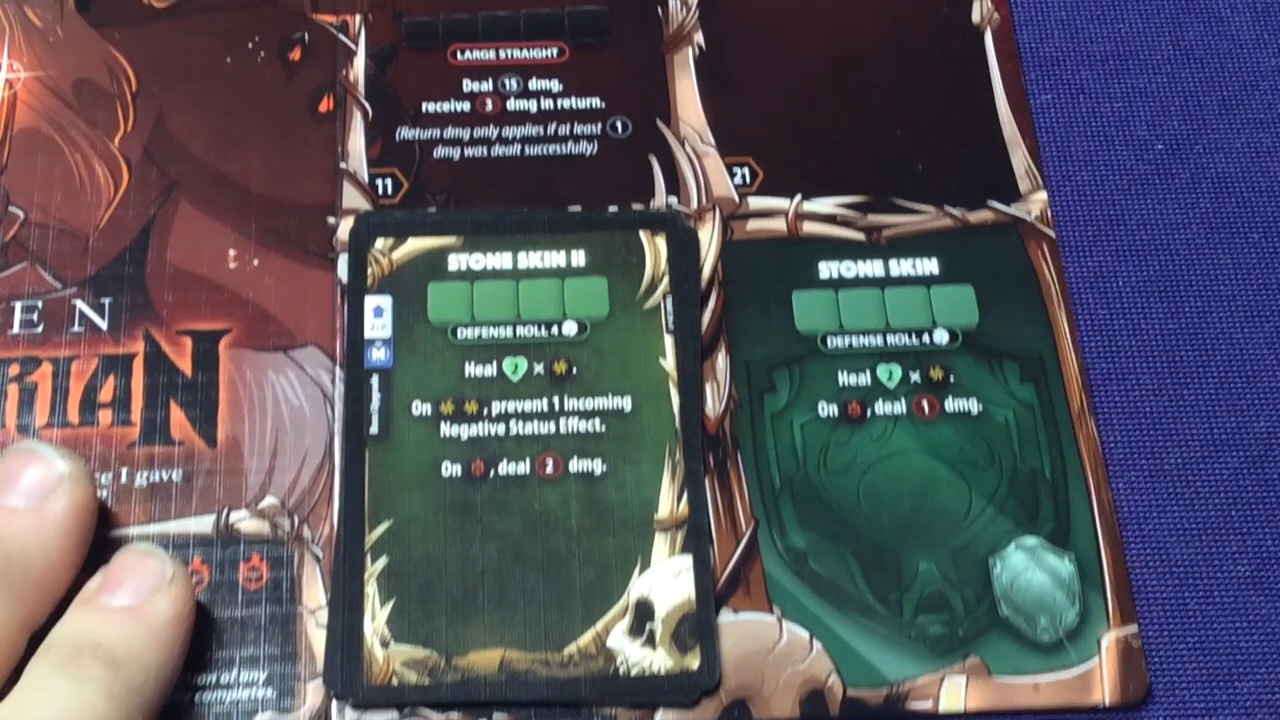 LARGE STRAIGHT
Deal 15 dmg,
receive 3 dmg in return.
(Return dmg only applies if at least 1
dmg was dealt successfully)
11
21
STONE SKIN II
DEFENSE ROLL 4
Heal 2 ×
On , prevent 1 incoming
Negative Status Effect.
On , deal 2 dmg.
STONE SKIN
DEFENSE ROLL 4
Heal 2 × .
On , deal 1 dmg.
EN
RIAN
I gave
of my